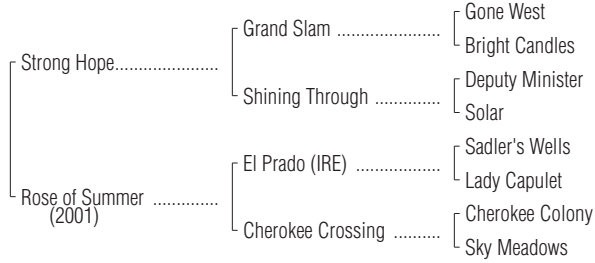 Gone West
Grand Slam ..................
Bright Candles
Strong Hope......................
Deputy Minister
Shining Through ..............
Solar
Sadler's Wells
El Prado (IRE) ..................
Lady Capulet
Rose of Summer ..............
(2001)
Cherokee Colony
Cherokee Crossing ..........
Sky Meadows